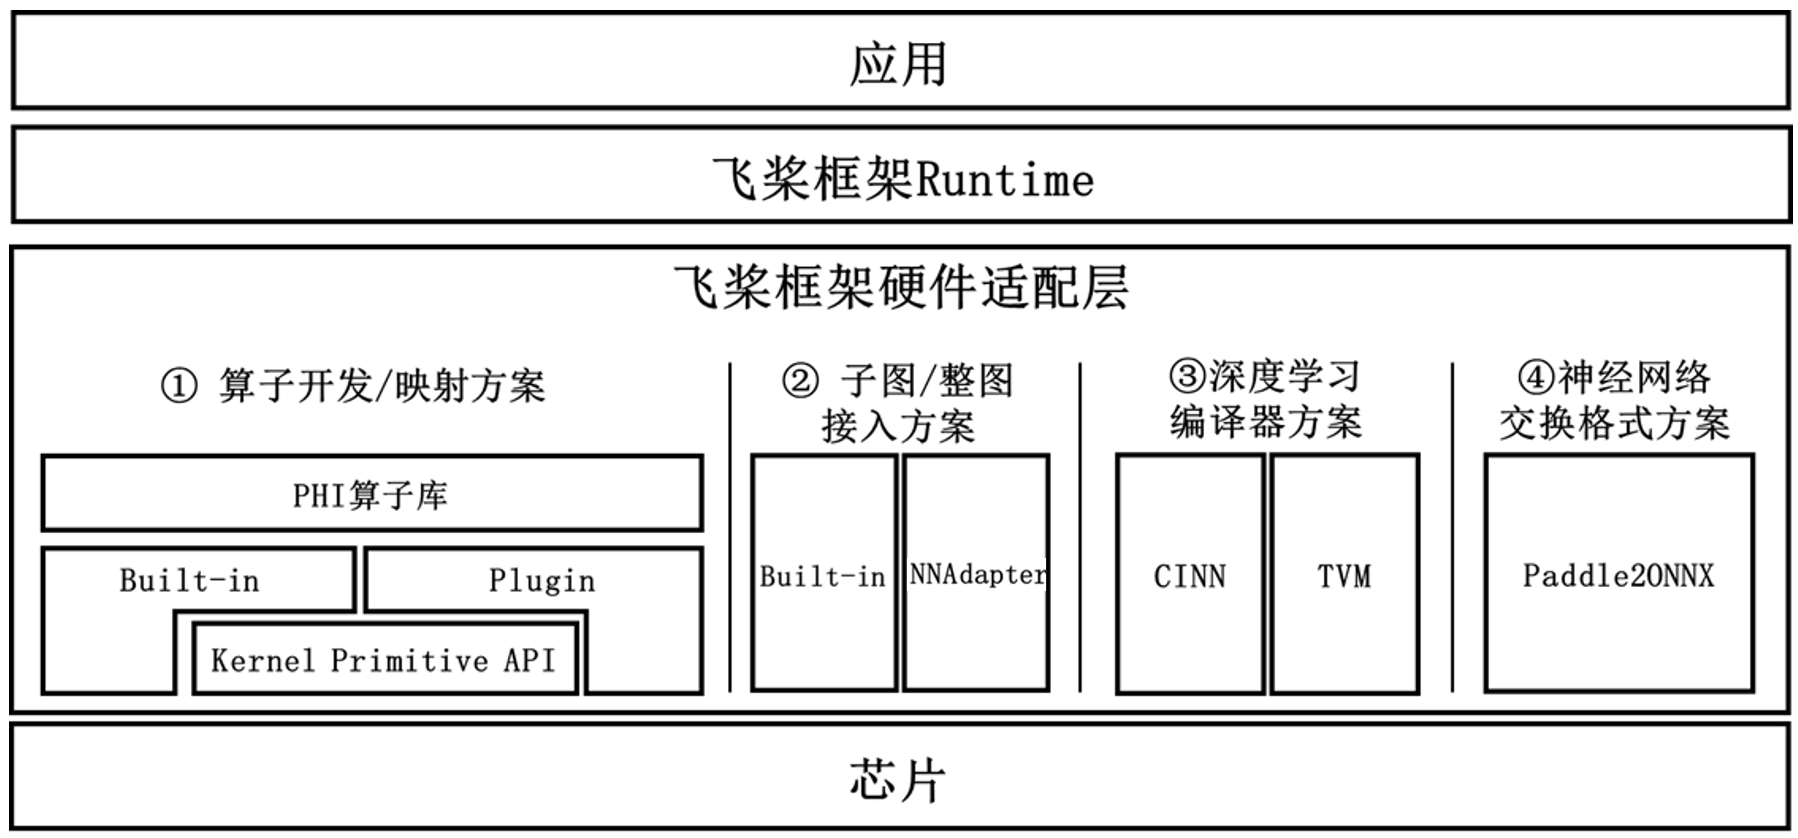 应用
飞桨框架Runtime
飞桨框架硬件适配层
① 算子开发/映射方案
PHI算子库
Built-in
Plugin
Kernel Primitive API
② 子图/整图
接入方案
Built-in
NNAdapter
③深度学习
编译器方案
CINN
TVM
④神经网络
交换格式方案
Paddle2ONNX
芯片